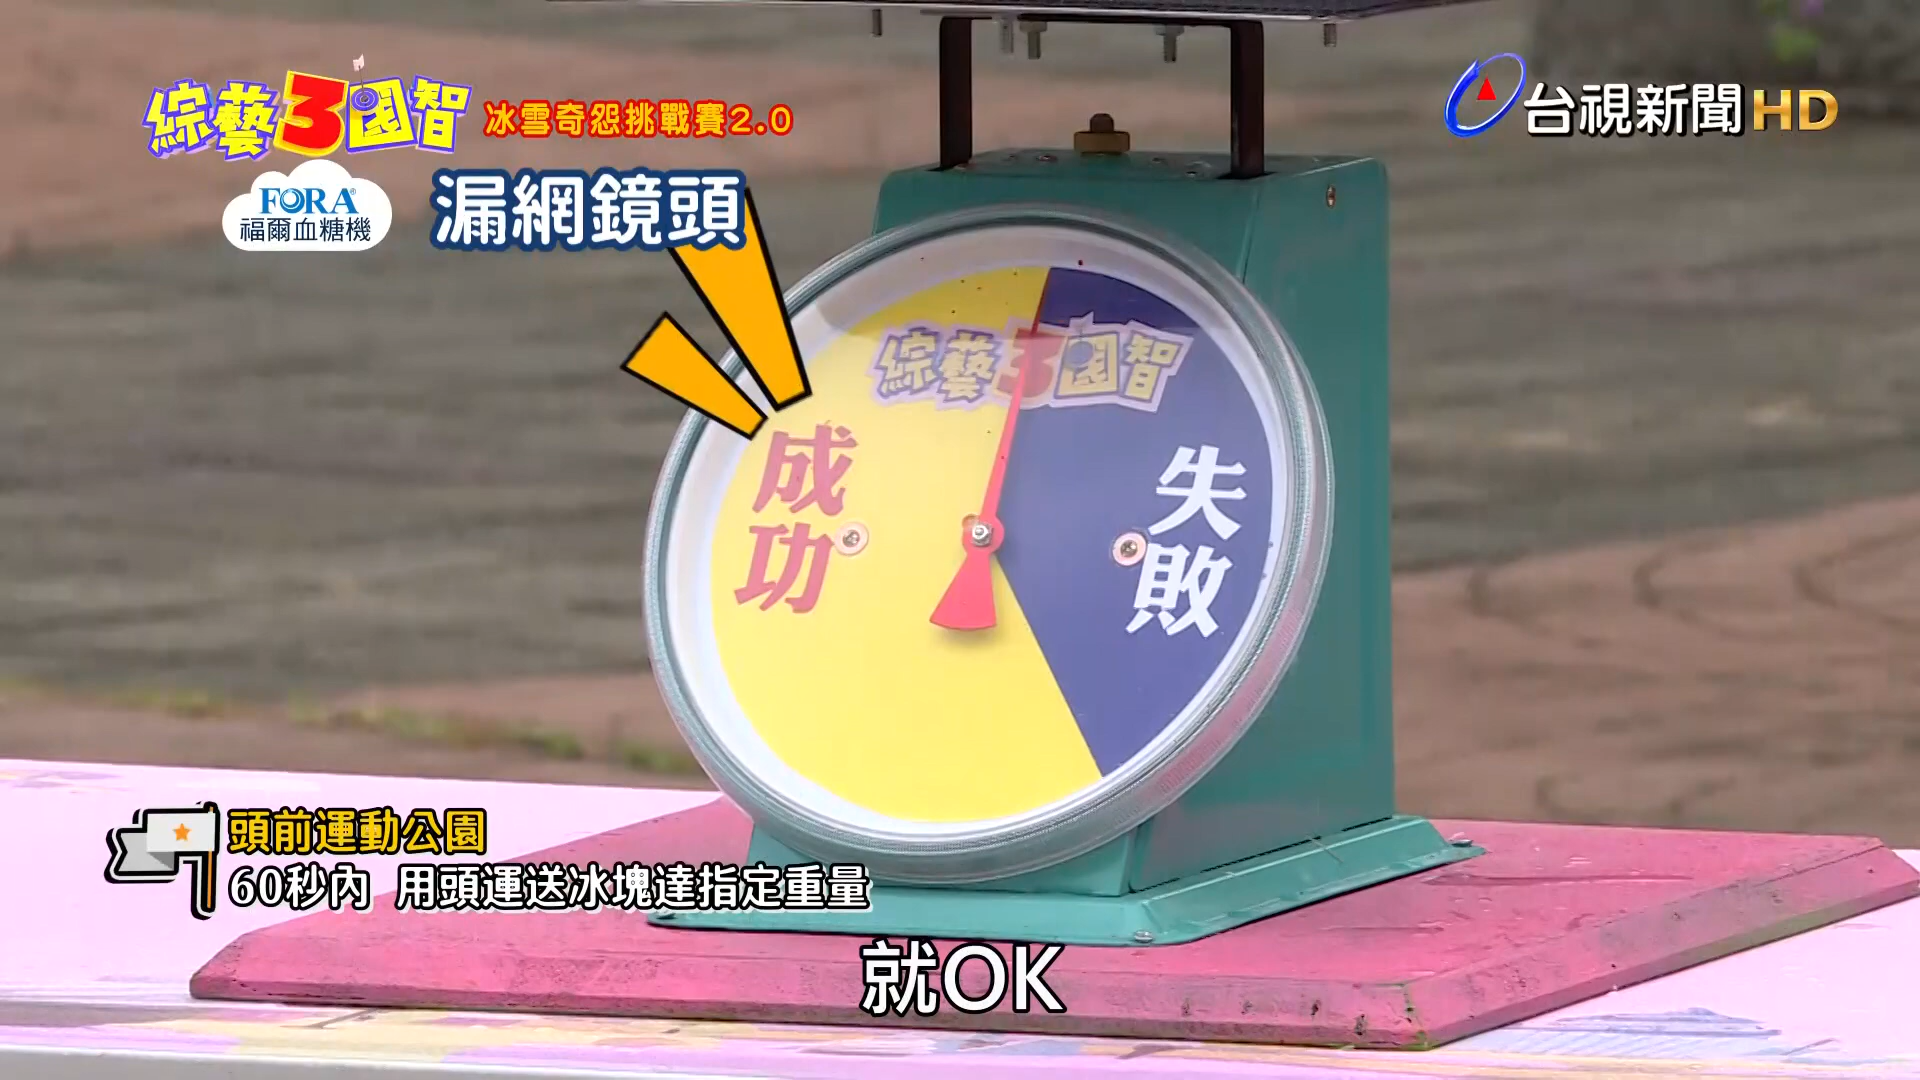 綜藝3國智 冰雪奇怨挑戰賽2.0
台視新聞HD
FORA
福爾血糖機
漏網鏡頭
綜藝3國智
成功
失敗
頭前運動公園
60秒內 用頭運送冰塊達指定重量
就OK